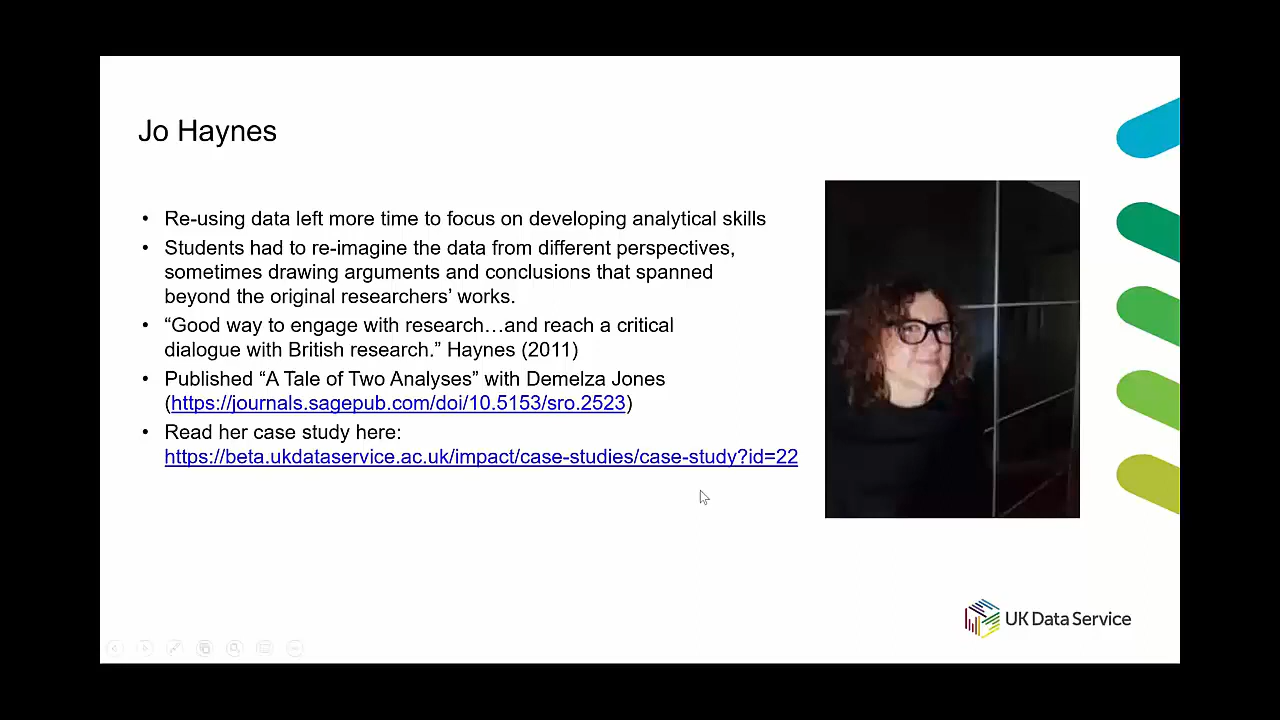 Jo Haynes
• Re-using data left more time to focus on developing analytical skills
• Students had to re-imagine the data from different perspectives,
sometimes drawing arguments and conclusions that spanned
beyond the original researchers’ works.
• “Good way to engage with research…and reach a critical
dialogue with British research.” Haynes (2011)
• Published “A Tale of Two Analyses” with Demelza Jones
(https://journals.sagepub.com/doi/10.5153/sro.2523)
• Read her case study here:
https://beta.ukdataservice.ac.uk/impact/case-studies/case-study?id=22
UK Data Service